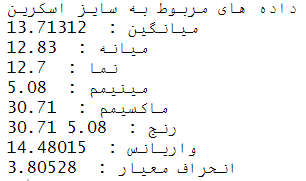 داده های مربوط به سایز اسکرین
میانگین : 13.71312
میانه : 12.83
نما : 12.7
مینیمم : 5.08
ماکسیمم : 30.71
رنج : 5.08 30.71
واریانس : 14.48015
انحراف معیار : 3.80528